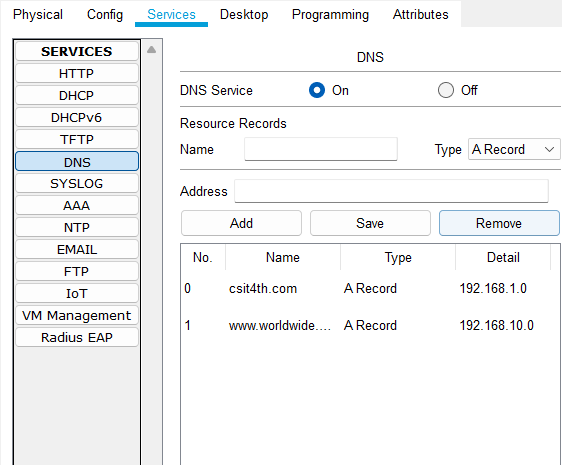 Physical Config Services Desktop Programming Attributes
SERVICES
HTTP
DHCP
DHCPv6
TFTP
DNS
SYSLOG
AAA
NTP
EMAIL
FTP
IoT
VM Management
Radius EAP
DNS
DNS Service On Off
Resource Records
Name Type A Record
Address
Add Save Remove
No. Name Type Detail
0 csit4th.com A Record 192.168.1.0
1 www.worldwide.... A Record 192.168.10.0